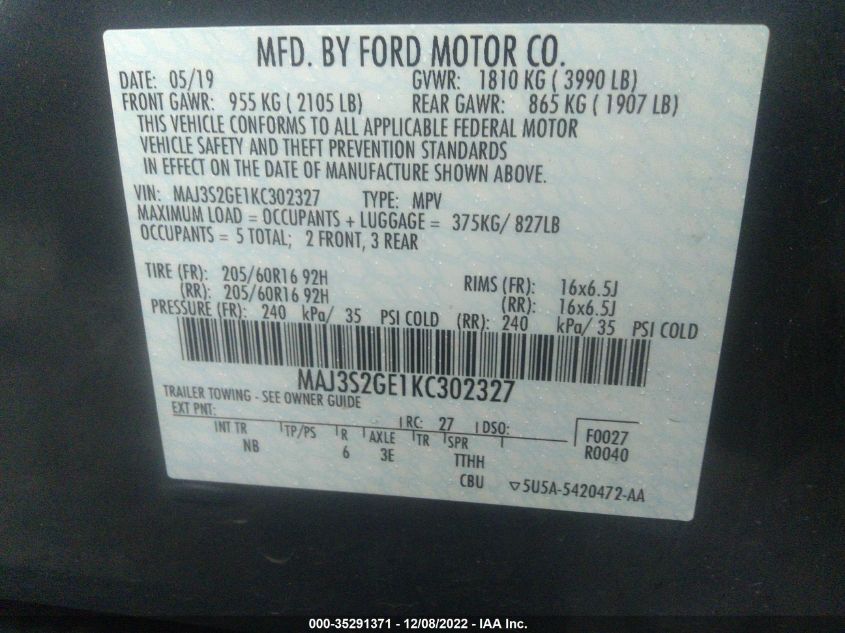 MFD. BY FORD MOTOR CO.
DATE: 05/19 GVWR: 1810 KG ( 3990 LB)
FRONT GAWR: 955 KG ( 2105 LB) REAR GAWR: 865 KG ( 1907 LB)
THIS VEHICLE CONFORMS TO ALL APPLICABLE FEDERAL MOTOR
VEHICLE SAFETY AND THEFT PREVENTION STANDARDS
IN EFFECT ON THE DATE OF MANUFACTURE SHOWN ABOVE.
VIN: MAJ3S2GE1KC302327 TYPE: MPV
MAXIMUM LOAD = OCCUPANTS + LUGGAGE = 375KG/ 827LB
OCCUPANTS = 5 TOTAL; 2 FRONT, 3 REAR
TIRE (FR): 205/60R16 92H RIMS (FR): 16x6.5J
(RR): 205/60R16 92H (RR): 16x6.5J
PRESSURE (FR): 240 kPa/ 35 PSI COLD (RR): 240 kPa/ 35 PSI COLD
MAJ3S2GE1KC302327
TRAILER TOWING - SEE OWNER GUIDE
EXT PNT: RC: 27 DSO: F0027
INT TR TP/PS R AXLE TR SPR R0040
NB 6 3E TTHH
CBU ▽5U5A-5420472-AA
000-35291371 - 12/08/2022 - IAA Inc.